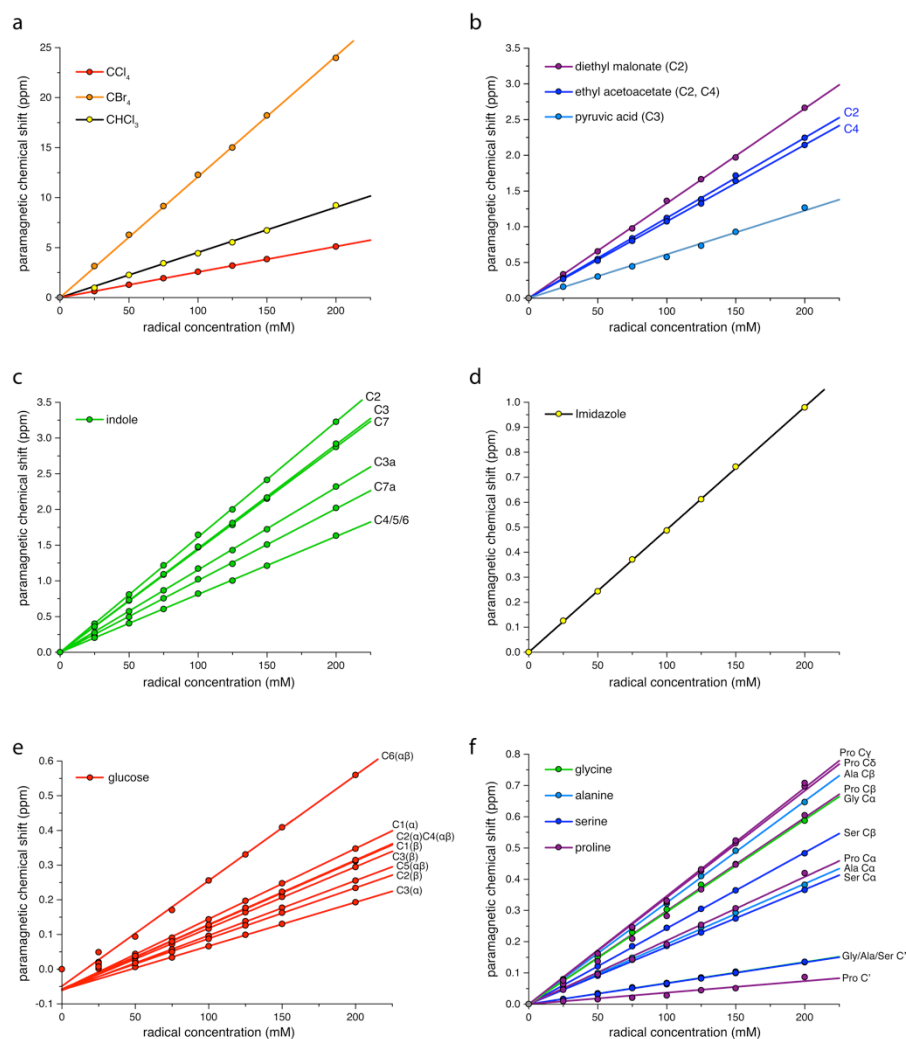 a
paramagnetic chemical shift (ppm)
25
20
15
10
5
0
CCl₄
CBr₄
CHCl₃
0 50 100 150 200
radical concentration (mM)
b
paramagnetic chemical shift (ppm)
3.5
3.0
2.5
2.0
1.5
1.0
0.5
0.0
diethyl malonate (C2)
ethyl acetoacetate (C2, C4)
pyruvic acid (C3)
C2
C4
0 50 100 150 200
radical concentration (mM)
c
paramagnetic chemical shift (ppm)
3.5
3.0
2.5
2.0
1.5
1.0
0.5
0.0
indole
C2
C3
C7
C3a
C7a
C4/5/6
0 50 100 150 200
radical concentration (mM)
d
paramagnetic chemical shift (ppm)
1.0
0.9
0.8
0.7
0.6
0.5
0.4
0.3
0.2
0.1
0.0
Imidazole
0 50 100 150 200
radical concentration (mM)
e
paramagnetic chemical shift (ppm)
0.6
0.5
0.4
0.3
0.2
0.1
0.0
-0.1
glucose
C6(αβ)
C1(α)
C2(α)C4(αβ)
C1(β)
C3(β)
C5(αβ)
C2(β)
C3(α)
0 50 100 150 200
radical concentration (mM)
f
paramagnetic chemical shift (ppm)
0.8
0.7
0.6
0.5
0.4
0.3
0.2
0.1
0.0
glycine
alanine
serine
proline
Pro Cγ
Pro Cδ
Ala Cβ
Pro Cβ
Gly Cα
Ser Cβ
Pro Cα
Ala Cα
Ser Cα
Gly/Ala/Ser C'
Pro C'
0 50 100 150 200
radical concentration (mM)